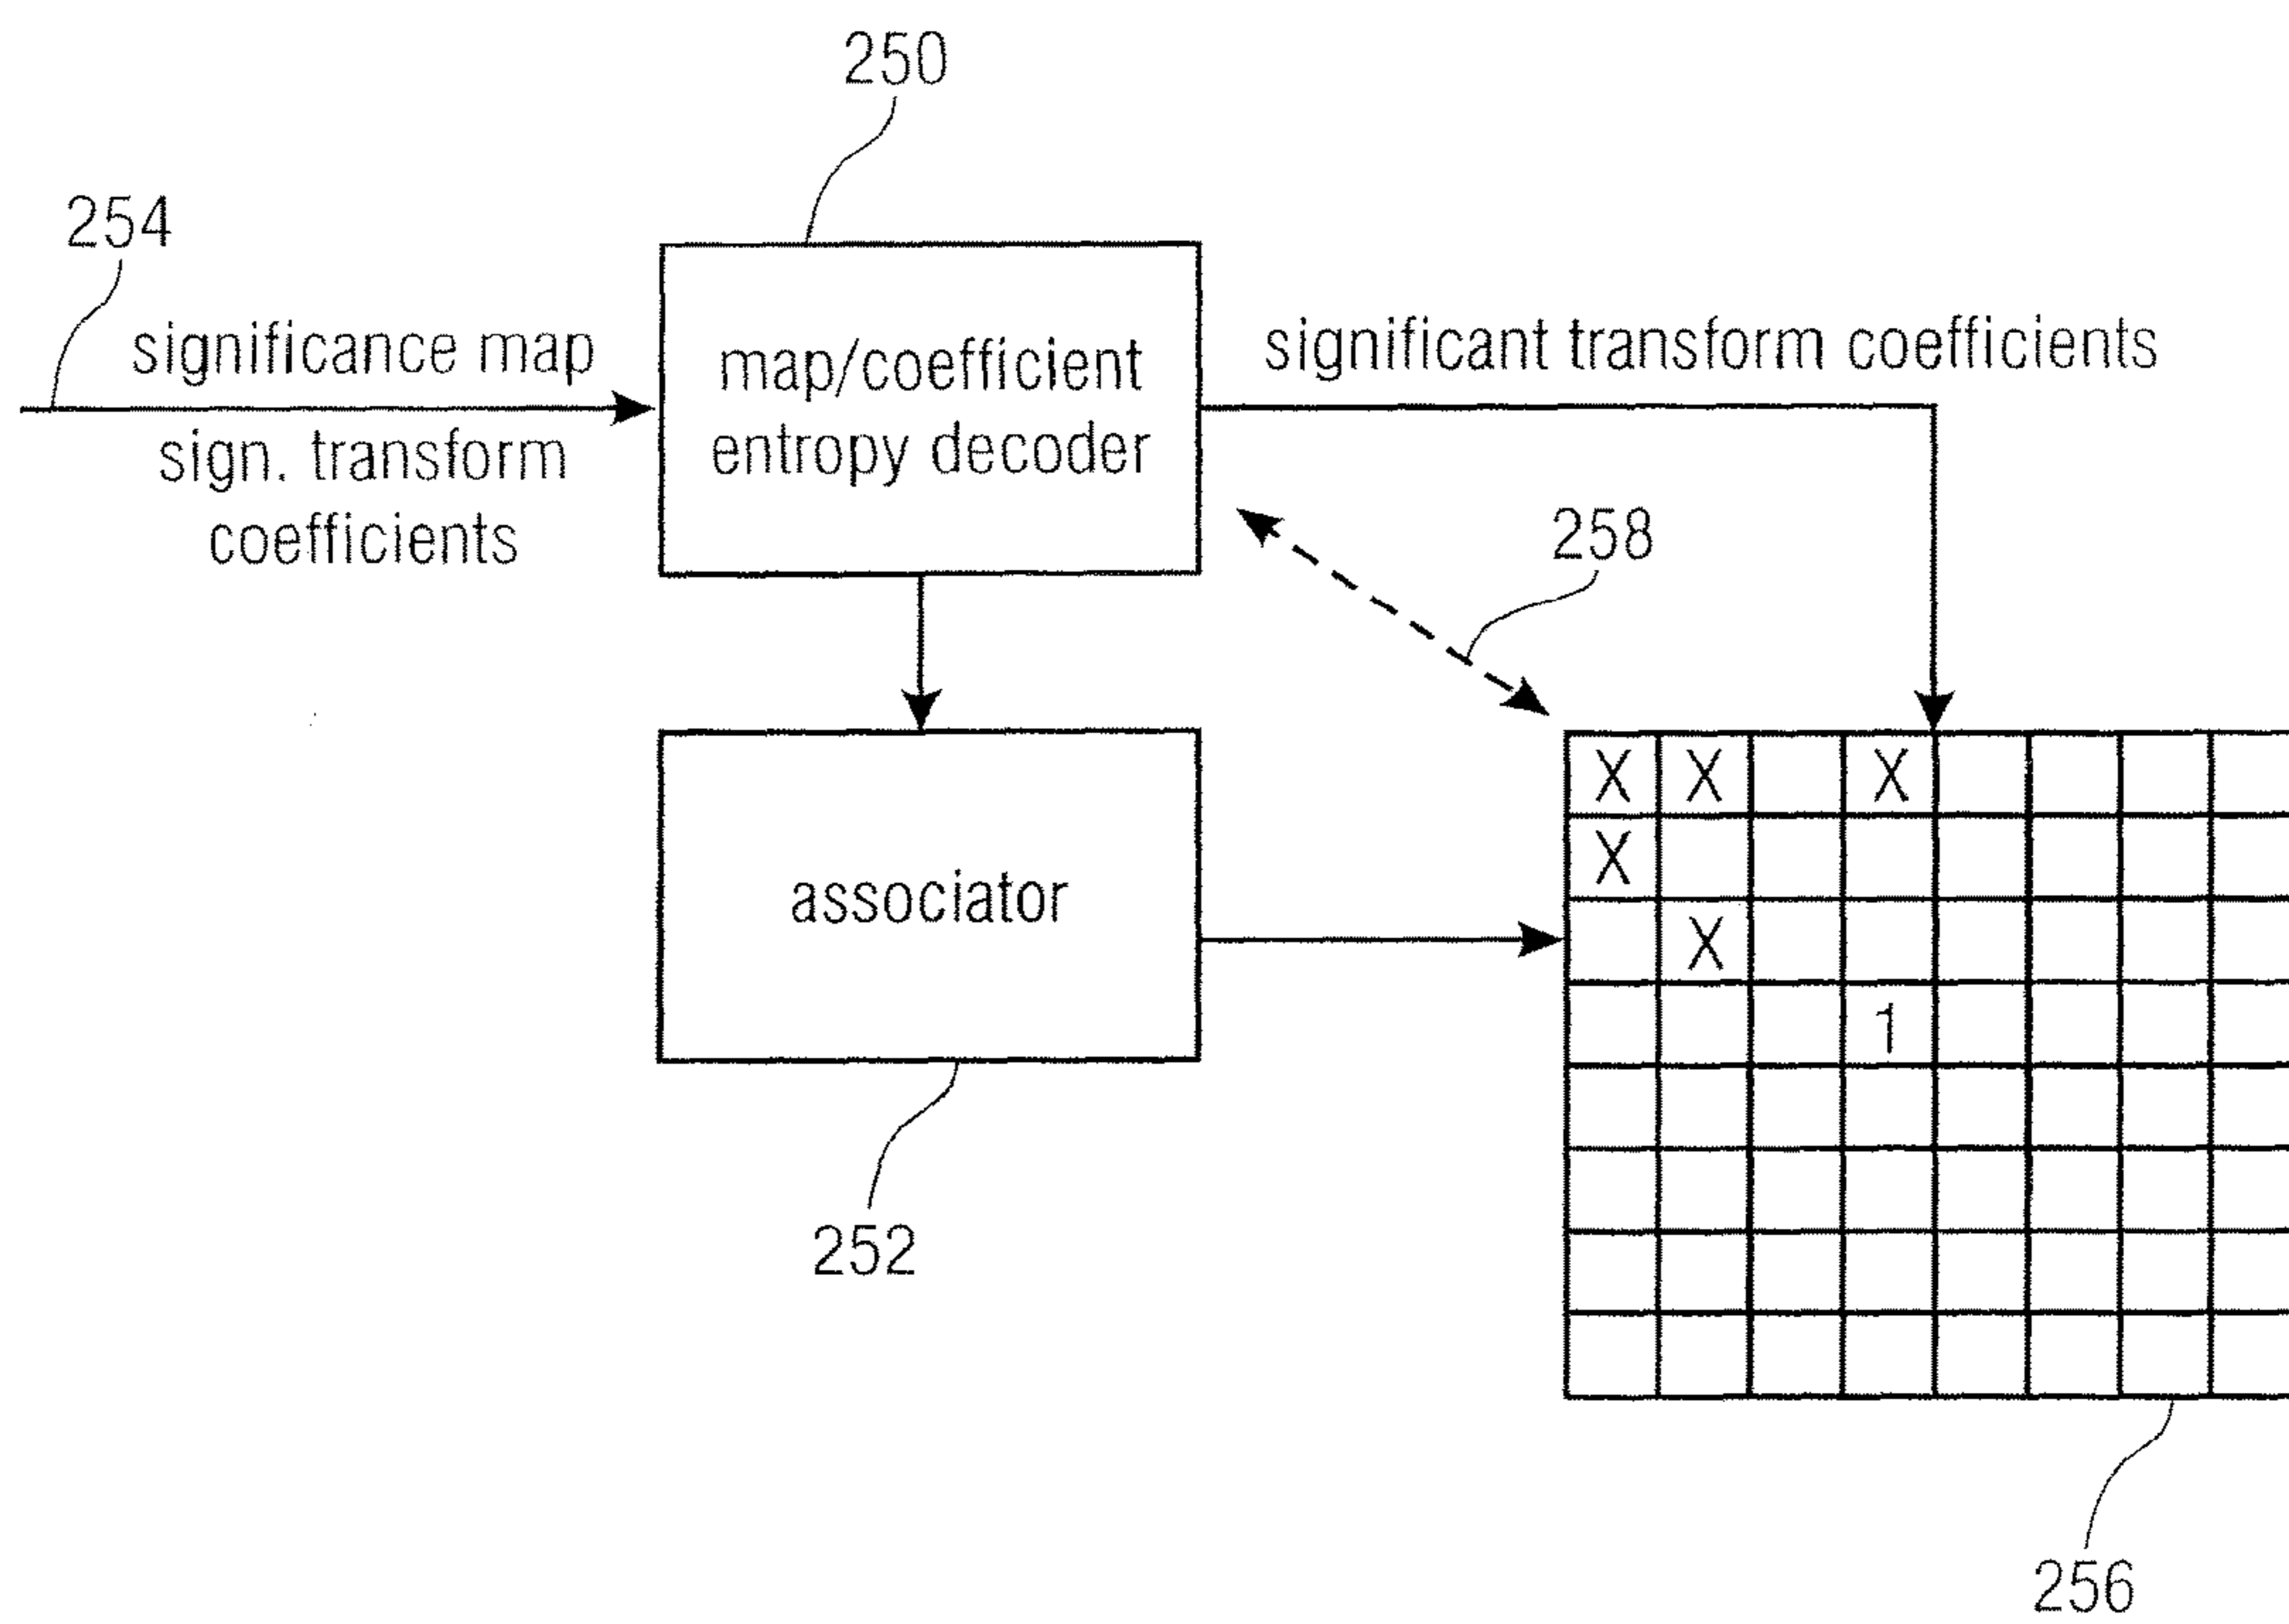 250
254
significance map
sign. transform
coefficients
map/coefficient
entropy decoder
significant transform coefficients
258
associator
X X X
X
X
1
252
256